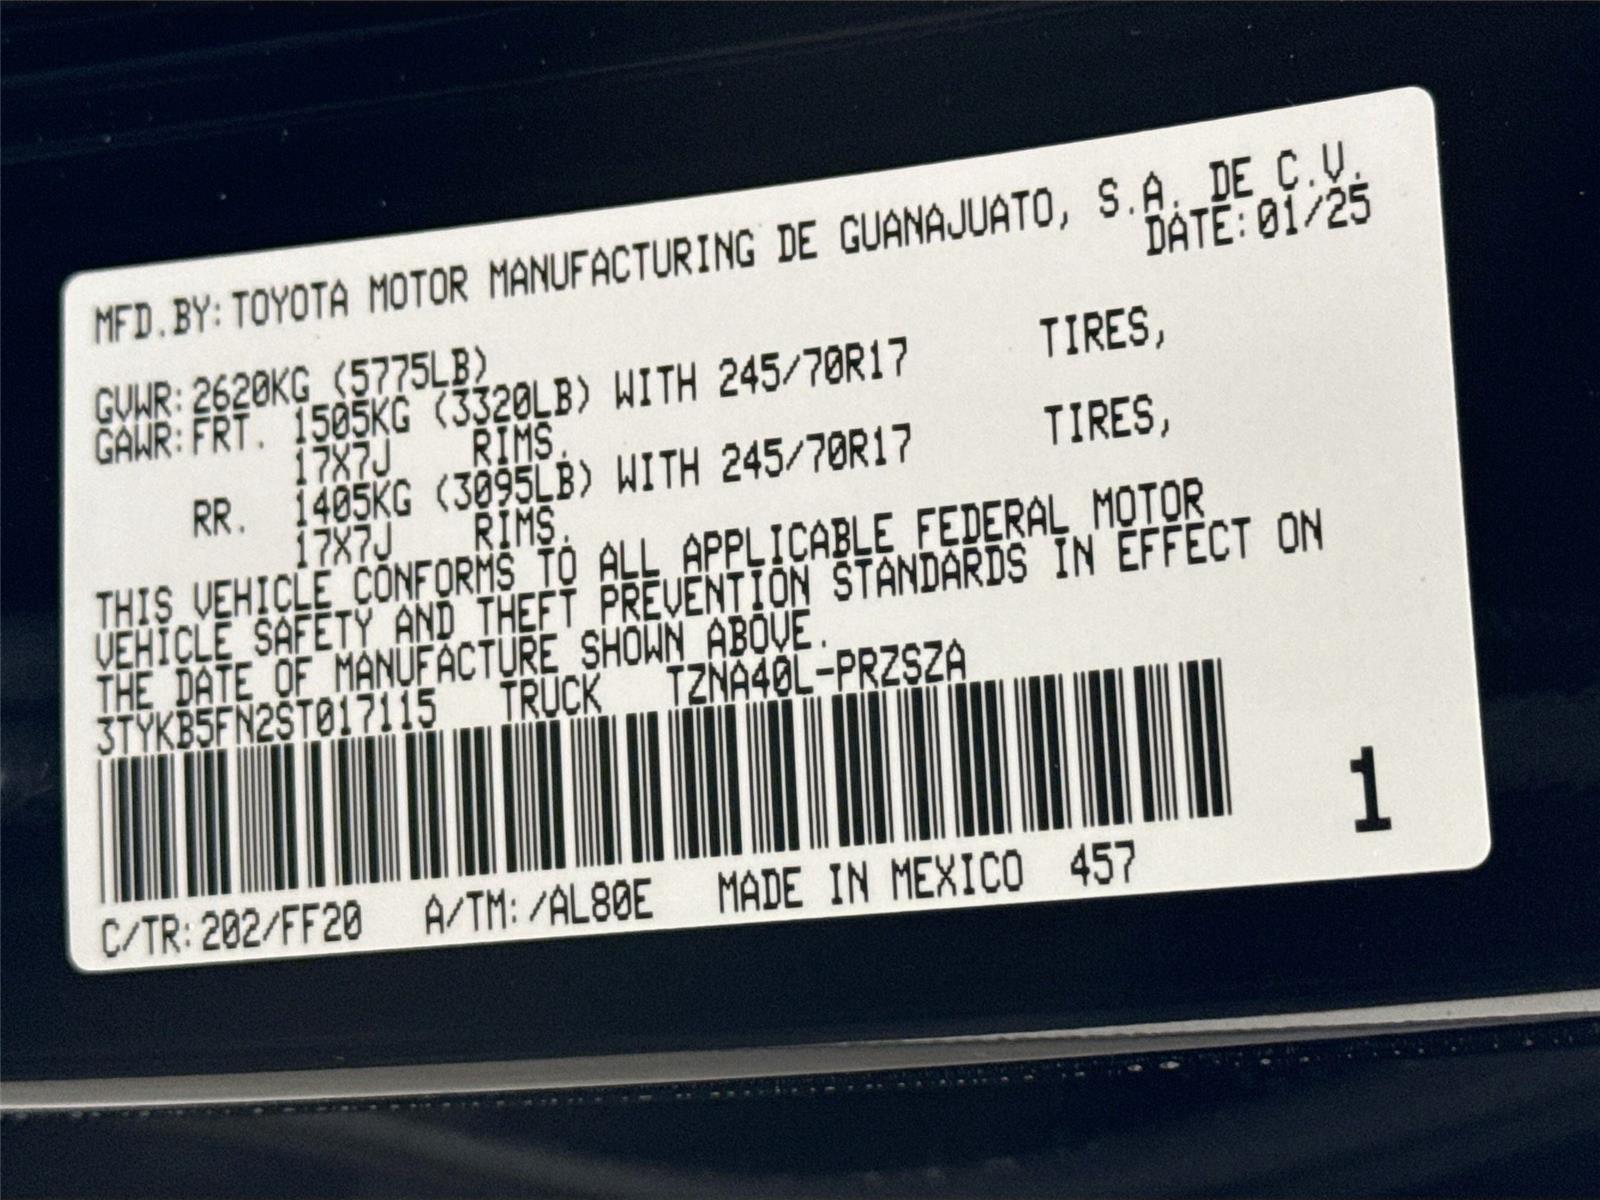 MFD.BY:TOYOTA MOTOR MANUFACTURING DE GUANAJUATO, S.A. DE C.V.
DATE:01/25
GVWR:2620KG (5775LB)
GAWR:FRT. 1505KG (3320LB) WITH 245/70R17 TIRES,
17X7J RIMS.
RR. 1405KG (3095LB) WITH 245/70R17 TIRES,
17X7J RIMS.
THIS VEHICLE CONFORMS TO ALL APPLICABLE FEDERAL MOTOR
VEHICLE SAFETY AND THEFT PREVENTION STANDARDS IN EFFECT ON
THE DATE OF MANUFACTURE SHOWN ABOVE.
3TYKB5FN2ST017115 TRUCK TZNA40L-PRZSZA
1
C/TR:202/FF20 A/TM:/AL80E MADE IN MEXICO 457